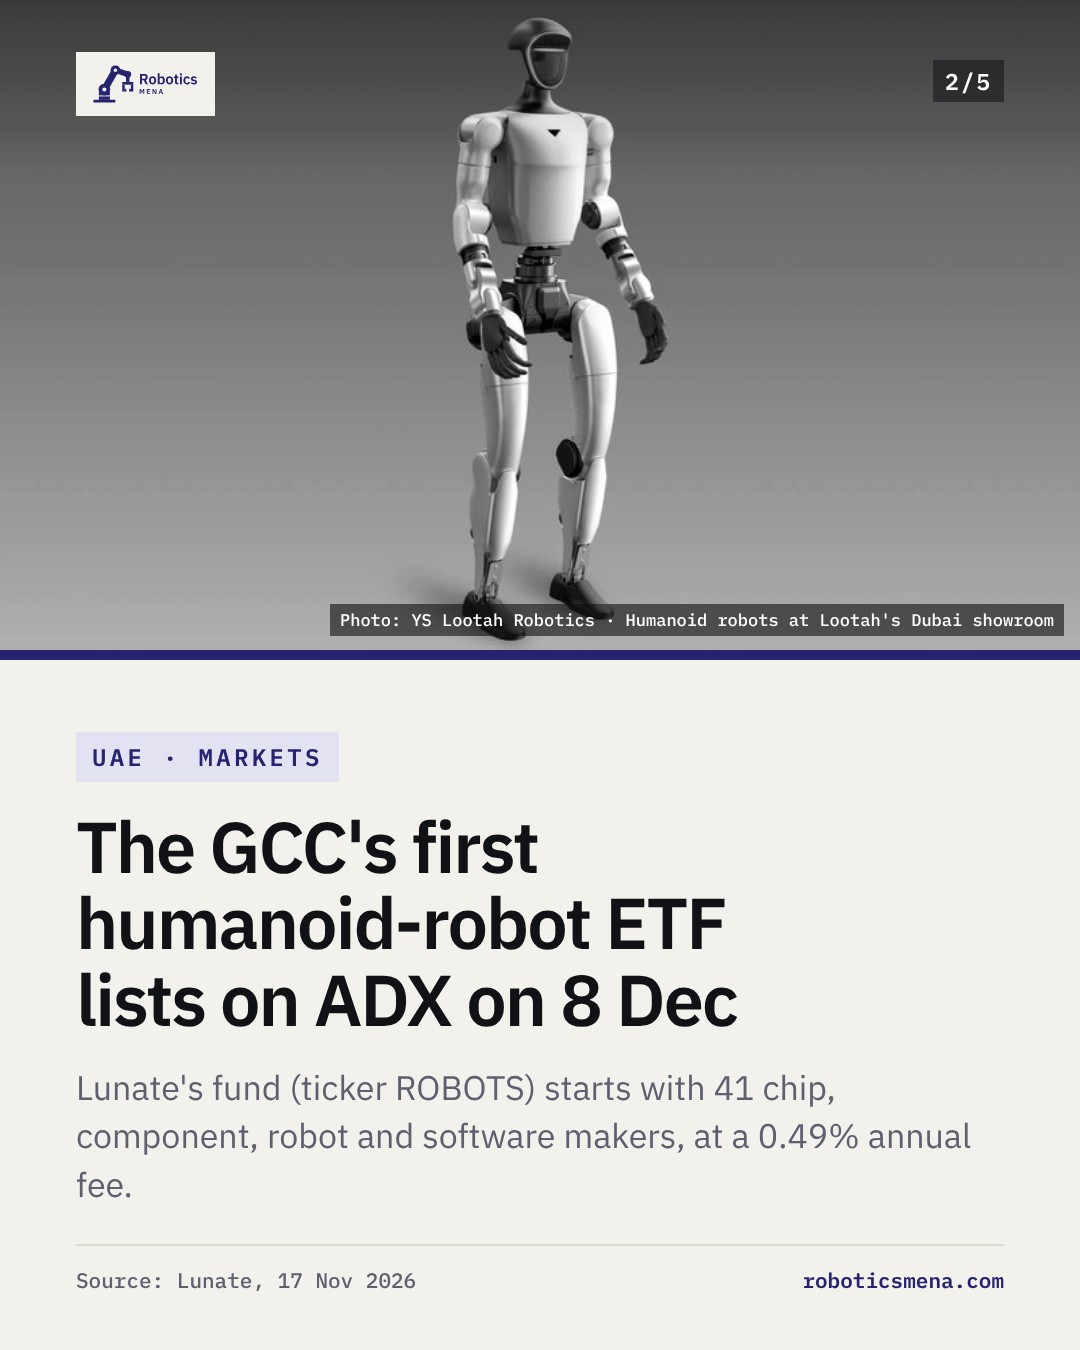 Robotics
MENA
2/5
Photo: YS Lootah Robotics · Humanoid robots at Lootah's Dubai showroom
UAE · MARKETS
The GCC's first
humanoid-robot ETF
lists on ADX on 8 Dec
Lunate's fund (ticker ROBOTS) starts with 41 chip,
component, robot and software makers, at a 0.49% annual
fee.
Source: Lunate, 17 Nov 2026
roboticsmena.com